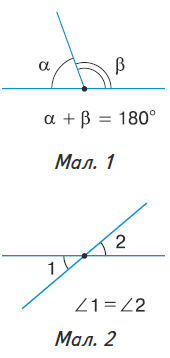 α β
α + β = 180°
Мал. 1
2
1
∠1 = ∠2
Мал. 2